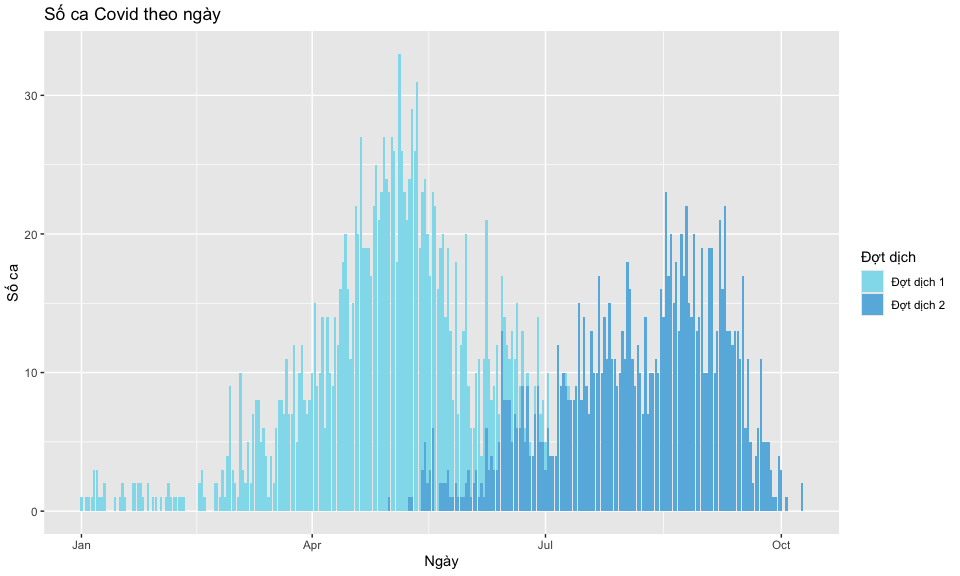 Số ca Covid theo ngày
30
20
10
0
Số ca
Jan
Apr
Jul
Oct
Ngày
Đợt dịch
Đợt dịch 1
Đợt dịch 2